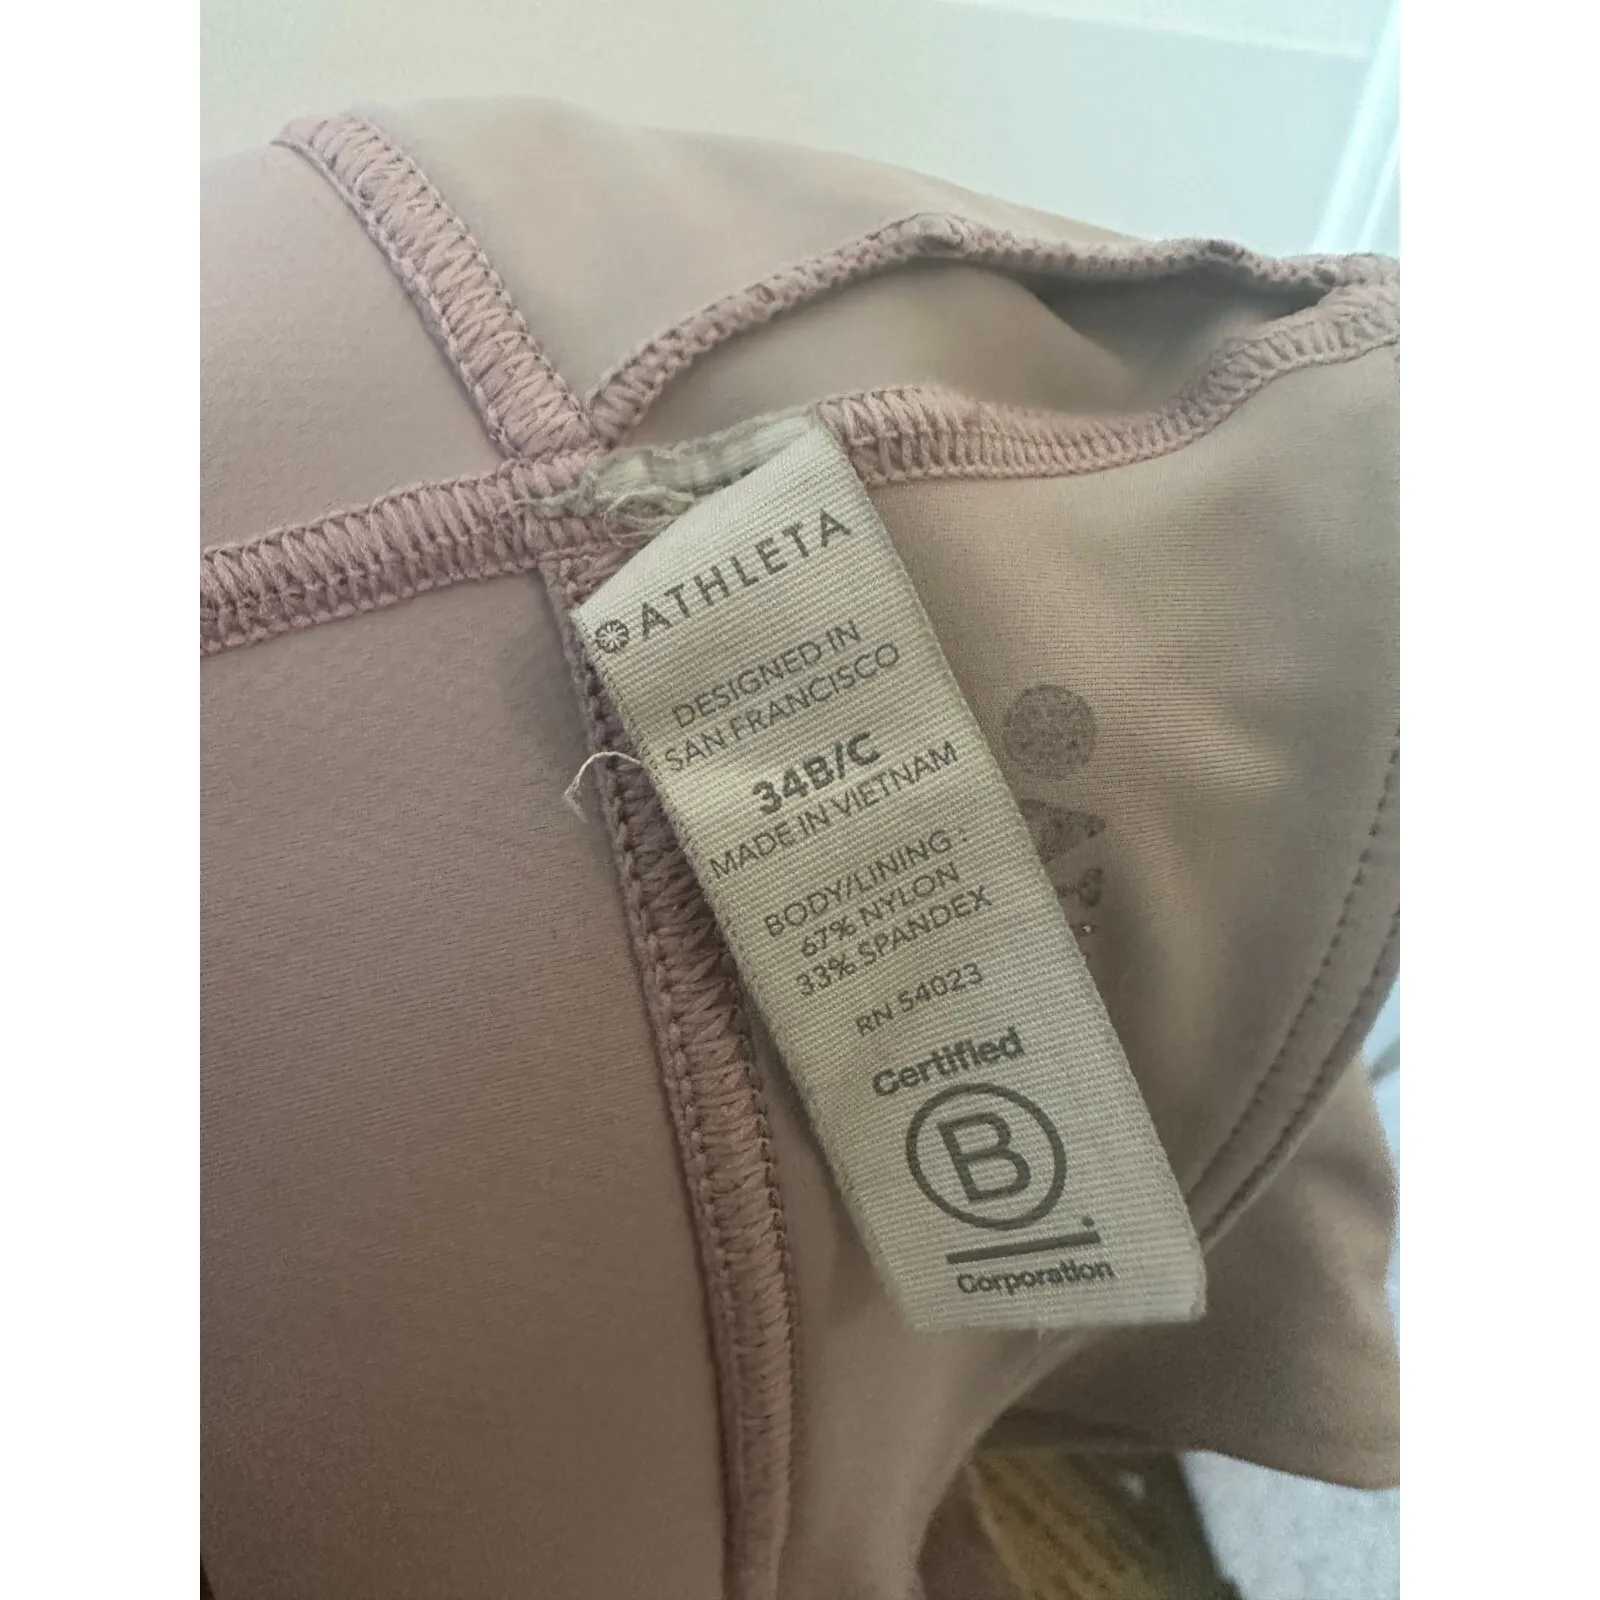 ATHLETA
DESIGNED IN
SAN FRANCISCO
34B/C
MADE IN VIETNAM
BODY/LINING :
67% NYLON
33% SPANDEX
RN 54023
Certified
B
Corporation